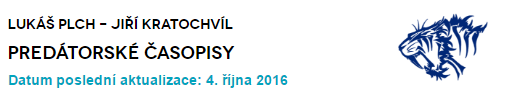 LUKÁŠ PLCH – JIŘÍ KRATOCHVÍL
PREDÁTORSKÉ ČASOPISY
Datum poslední aktualizace: 4. října 2016